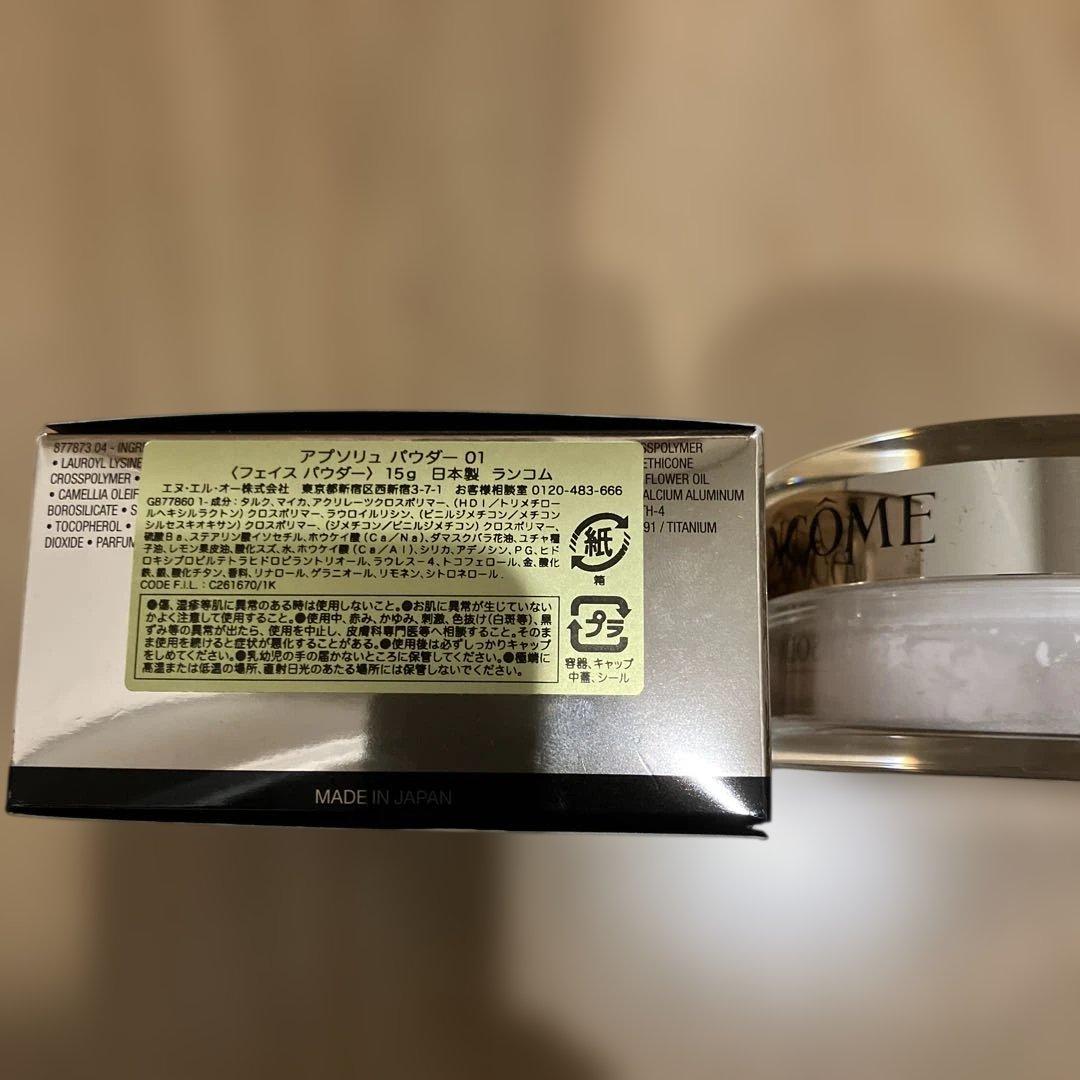 877873 04 - INGR
• LAUROYL LYSINE
CROSSPOLYMER •
• CAMELLIA OLEIF
BOROSILICATE • S
• TOCOPHEROL •
DIOXIDE • PARFUM
アプソリュ パウダー 01
〈フェイス パウダー〉 15g 日本製 ランコム
エヌ・エル・オー株式会社 東京都新宿区西新宿3-7-1 お客様相談室 0120-483-666
G877860 1 - 成分：タルク、マイカ、アクリレーツクロスポリマー、（HDI／トリメチロー
ルヘキシルラクトン）クロスポリマー、ラウロイルリシン、（ビニルジメチコン／メチコン
シルセスキオキサン）クロスポリマー、（ジメチコン／ビニルジメチコン）クロスポリマー、
硫酸Ba、ステアリン酸イソセチル、ホウケイ酸（Ca／Na）、ダマスクバラ花油、ユチャ種
子油、レモン果皮油、酸化スズ、水、ホウケイ酸（Ca／Al）、シリカ、アデノシン、PG、ヒド
ロキシプロピルテトラヒドロピラントリオール、ラウレス－4、トコフェロール、金、酸化
鉄、銀、酸化チタン、香料、リナロール、ゲラニオール、リモネン、シトロネロール．
CODE F.I.L. : C261670/1K
●傷、湿疹等肌に異常のある時は使用しないこと。●お肌に異常が生じていない
かよく注意して使用すること。●使用中、赤み、かゆみ、刺激、色抜け(白斑等)、黒
ずみ等の異常が出たら、使用を中止し、皮膚科専門医等へ相談すること。そのまま
使用を続けると症状が悪化することがある。●使用後は必ずしっかりキャップ
をしめてください。●乳幼児の手の届かないところに保管してください。●極端に
高温または低温の場所、直射日光のあたる場所には保管しないでください。
紙
箱
プラ
容器、キャップ
中蓋、シール
SSPOLYMER
ETHICONE
FLOWER OIL
ALCIUM ALUMINUM
TH-4
91 / TITANIUM
MADE IN JAPAN
NCÔME